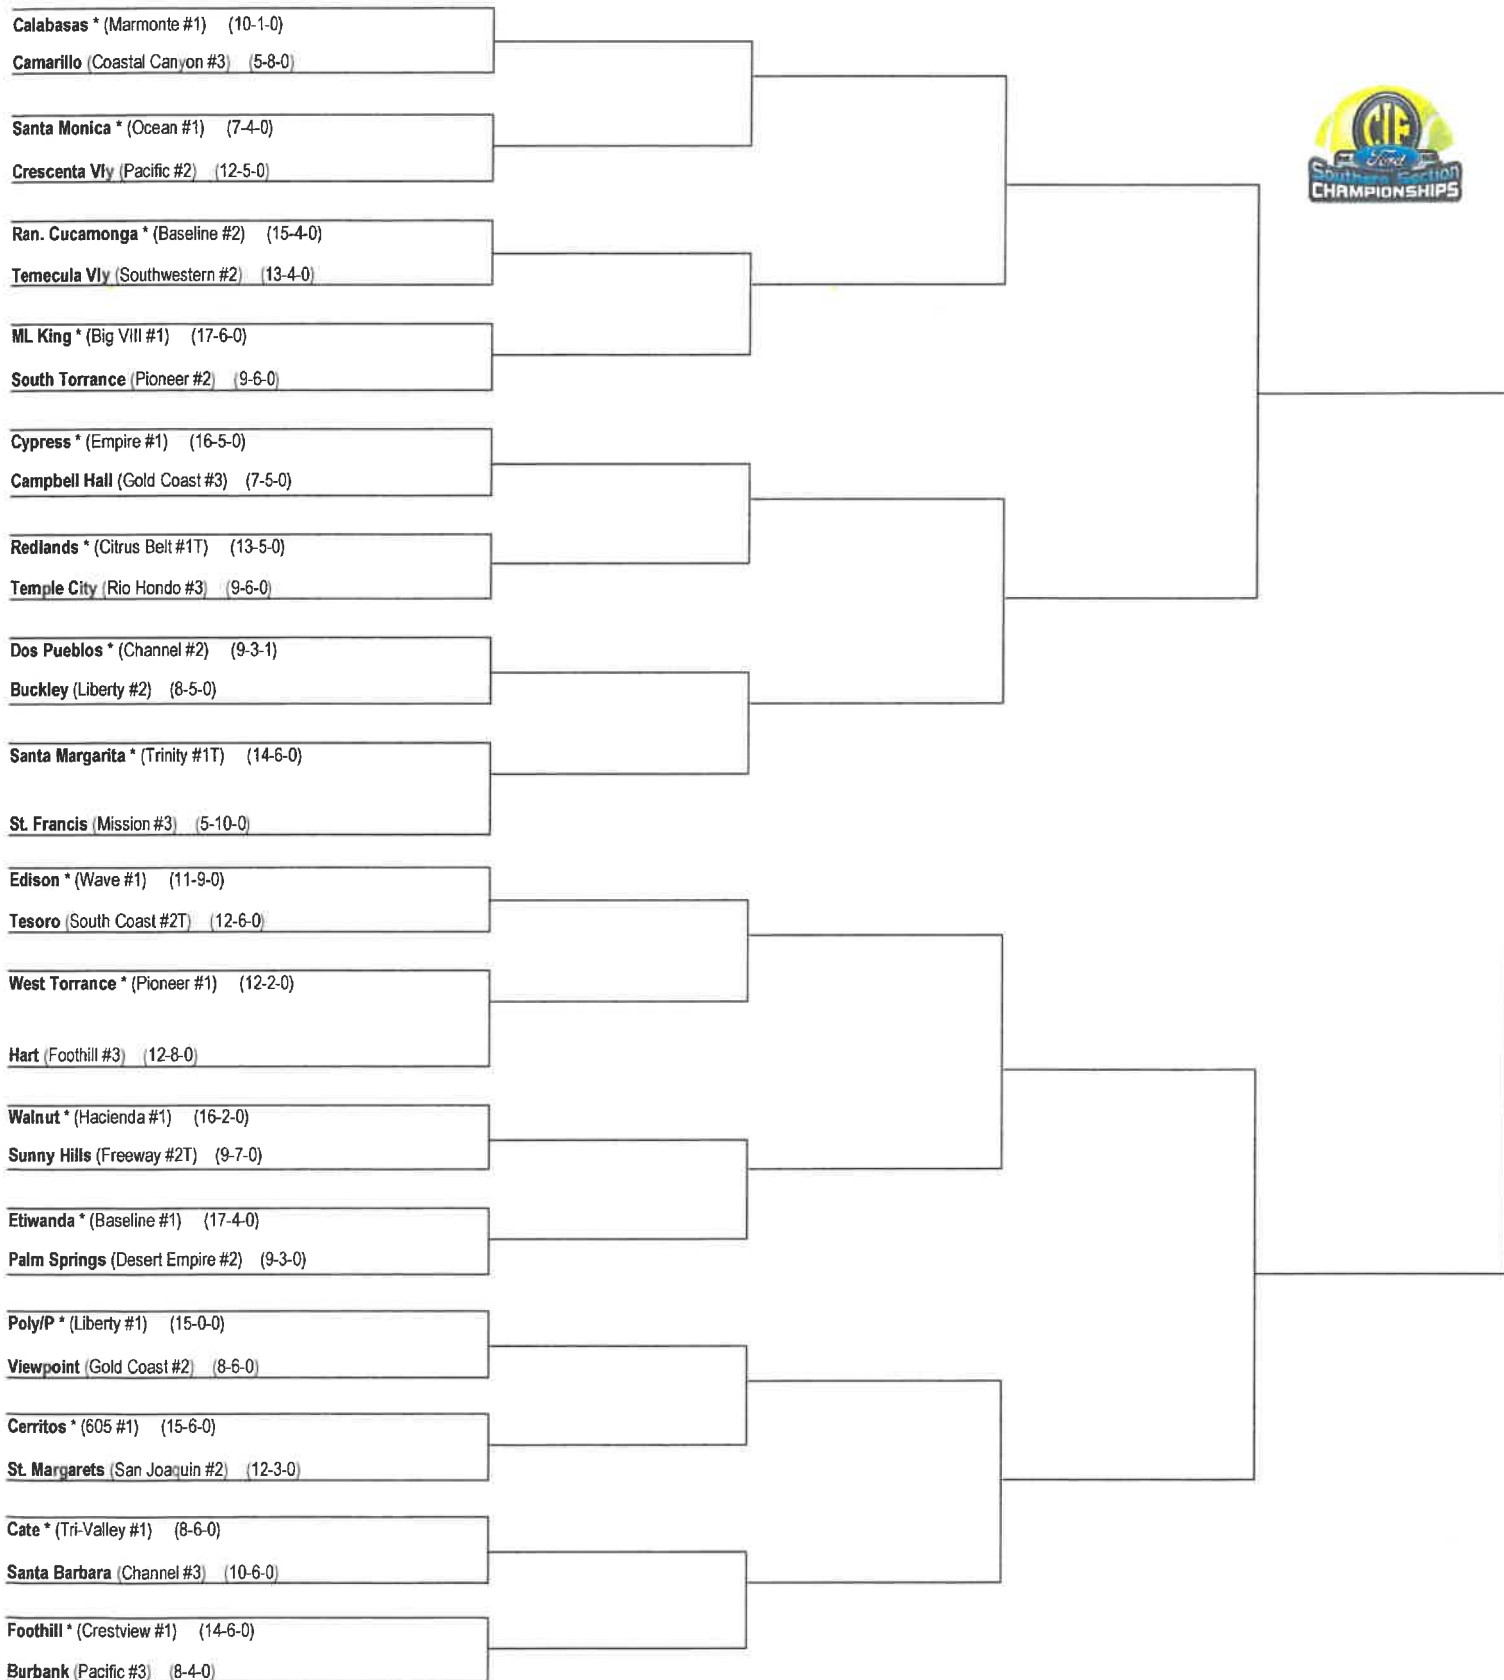 Calabasas * (Marmonte #1) (10-1-0)
Camarillo (Coastal Canyon #3) (5-8-0)
Santa Monica * (Ocean #1) (7-4-0)
Crescenta Vly (Pacific #2) (12-5-0)
Ran. Cucamonga * (Baseline #2) (15-4-0)
Temecula Vly (Southwestern #2) (13-4-0)
ML King * (Big VIII #1) (17-6-0)
South Torrance (Pioneer #2) (9-6-0)
Cypress * (Empire #1) (16-5-0)
Campbell Hall (Gold Coast #3) (7-5-0)
Redlands * (Citrus Belt #1T) (13-5-0)
Temple City (Rio Hondo #3) (9-6-0)
Dos Pueblos * (Channel #2) (9-3-1)
Buckley (Liberty #2) (8-5-0)
Santa Margarita * (Trinity #1T) (14-6-0)
St. Francis (Mission #3) (5-10-0)
Edison * (Wave #1) (11-9-0)
Tesoro (South Coast #2T) (12-6-0)
West Torrance * (Pioneer #1) (12-2-0)
Hart (Foothill #3) (12-8-0)
Walnut * (Hacienda #1) (16-2-0)
Sunny Hills (Freeway #2T) (9-7-0)
Etiwanda * (Baseline #1) (17-4-0)
Palm Springs (Desert Empire #2) (9-3-0)
Poly/P * (Liberty #1) (15-0-0)
Viewpoint (Gold Coast #2) (8-6-0)
Cerritos * (605 #1) (15-6-0)
St. Margarets (San Joaquin #2) (12-3-0)
Cate * (Tri-Valley #1) (8-6-0)
Santa Barbara (Channel #3) (10-6-0)
Foothill * (Crestview #1) (14-6-0)
Burbank (Pacific #3) (8-4-0)
CIF
Ford
Southern Section
CHAMPIONSHIPS